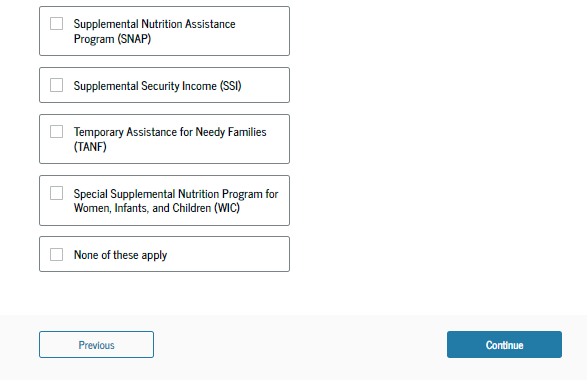 Supplemental Nutrition Assistance
Program (SNAP)
Supplemental Security Income (SSI)
Temporary Assistance for Needy Families
(TANF)
Special Supplemental Nutrition Program for
Women, Infants, and Children (WIC)
None of these apply
Previous
Continue